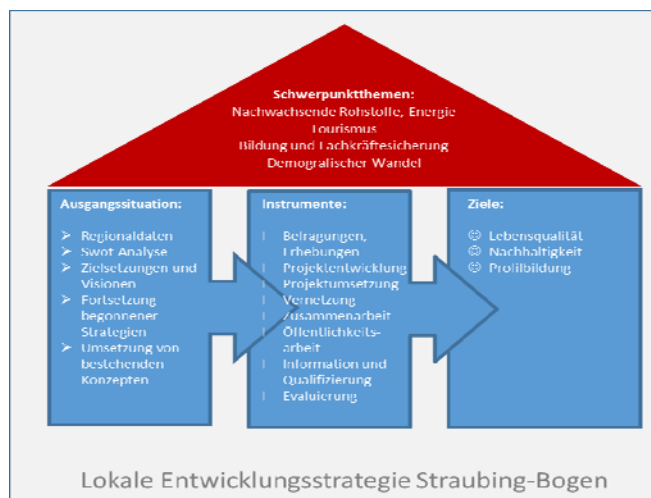 Schwerpunktthemen:
Nachwachsende Rohstoffe, Energie
Tourismus
Bildung und Fachkräftesicherung
Demografischer Wandel
Ausgangssituation:
Regionaldaten
Swot Analyse
Zielsetzungen und
Visionen
Fortsetzung
begonnener
Strategien
Umsetzung von
bestehenden
Konzepten
Instrumente:
Befragungen,
Erhebungen
Projektentwicklung
Projektumsetzung
Vernetzung
Zusammenarbeit
Öffentlichkeits-
arbeit
Information und
Qualifizierung
Evaluierung
Ziele:
Lebensqualität
Nachhaltigkeit
Profilbildung
Lokale Entwicklungsstrategie Straubing-Bogen